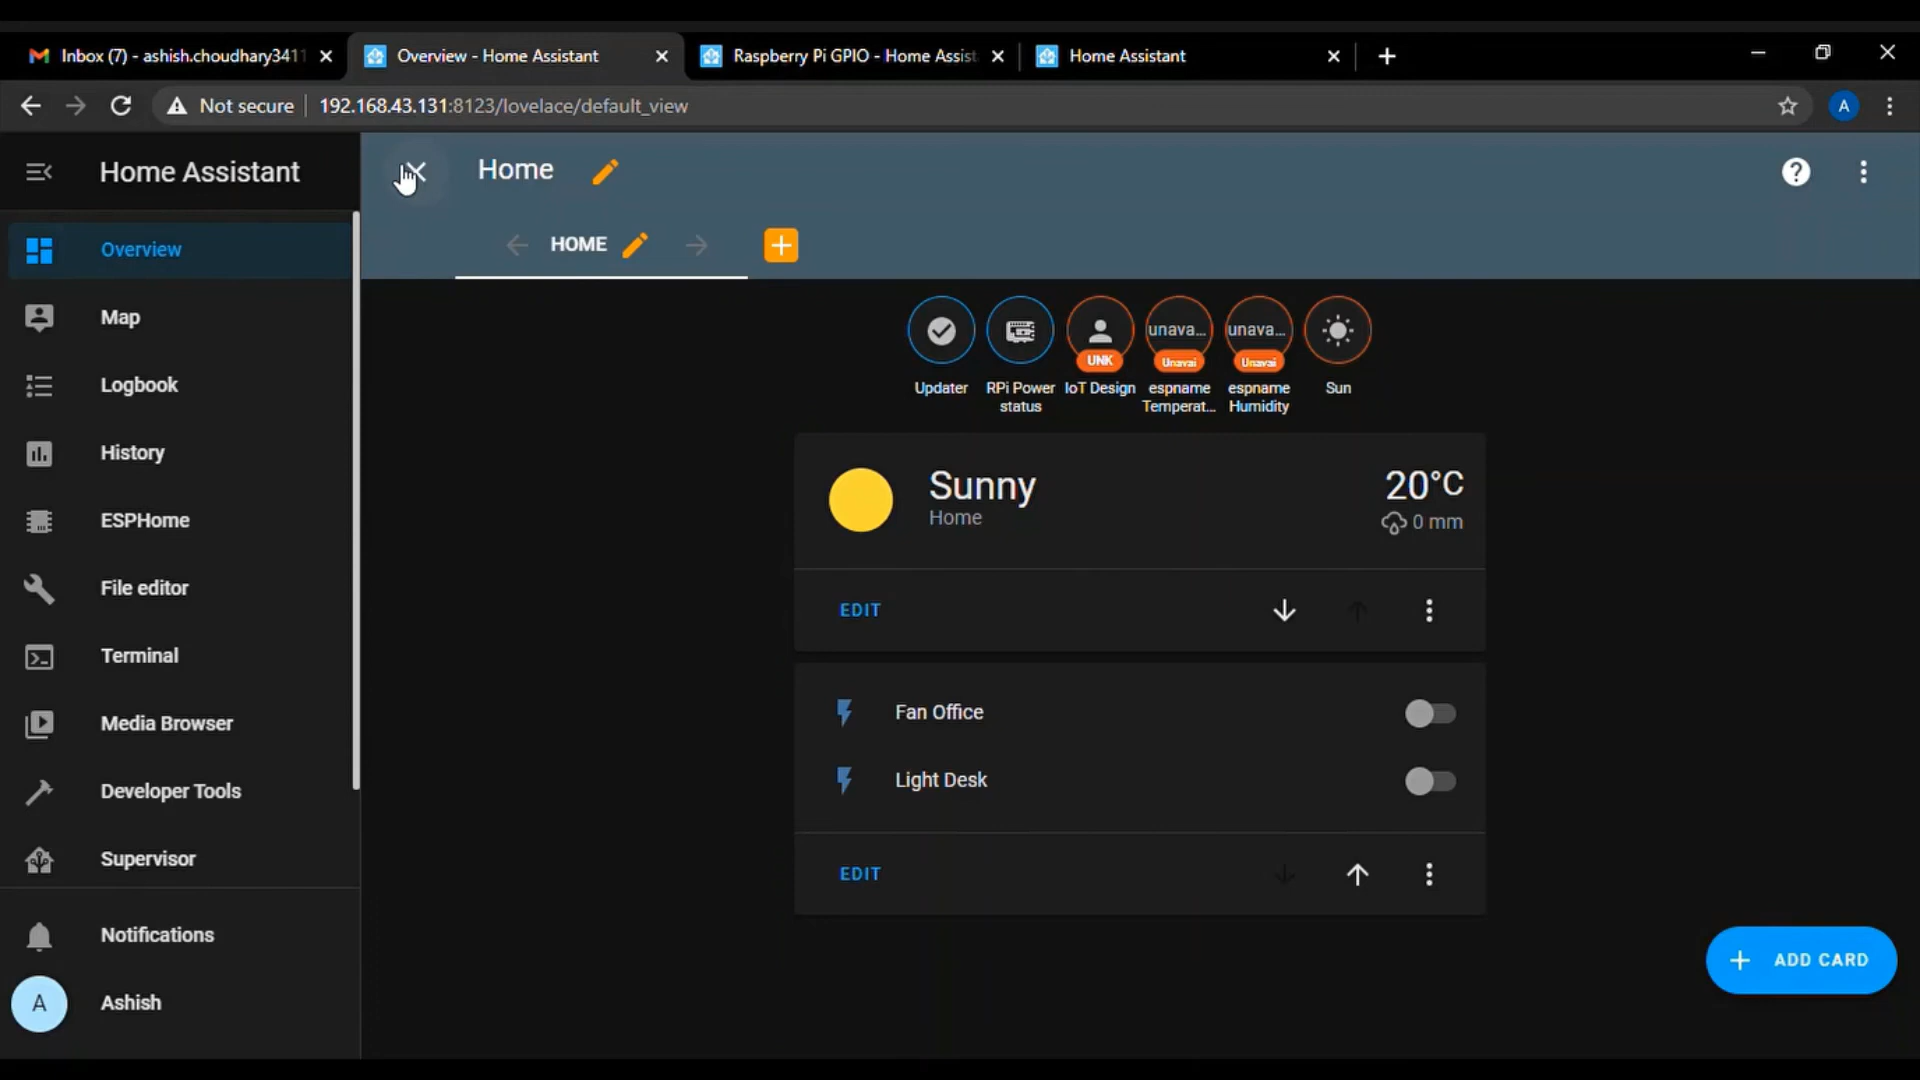 Inbox (7) - ashish.choudhary3411
Overview - Home Assistant
Raspberry Pi GPIO - Home Assist
Home Assistant
Not secure
192.168.43.131:8123/lovelace/default_view
A
Home Assistant
Home
HOME
Overview
Map
Logbook
History
ESPHome
File editor
Terminal
Media Browser
Developer Tools
Supervisor
Notifications
A
Ashish
UNK
unava...
Unavai
unava...
Unavai
Updater
RPi Power
status
IoT Design
espname
Temperat...
espname
Humidity
Sun
Sunny
Home
20°C
0 mm
EDIT
Fan Office
Light Desk
EDIT
ADD CARD